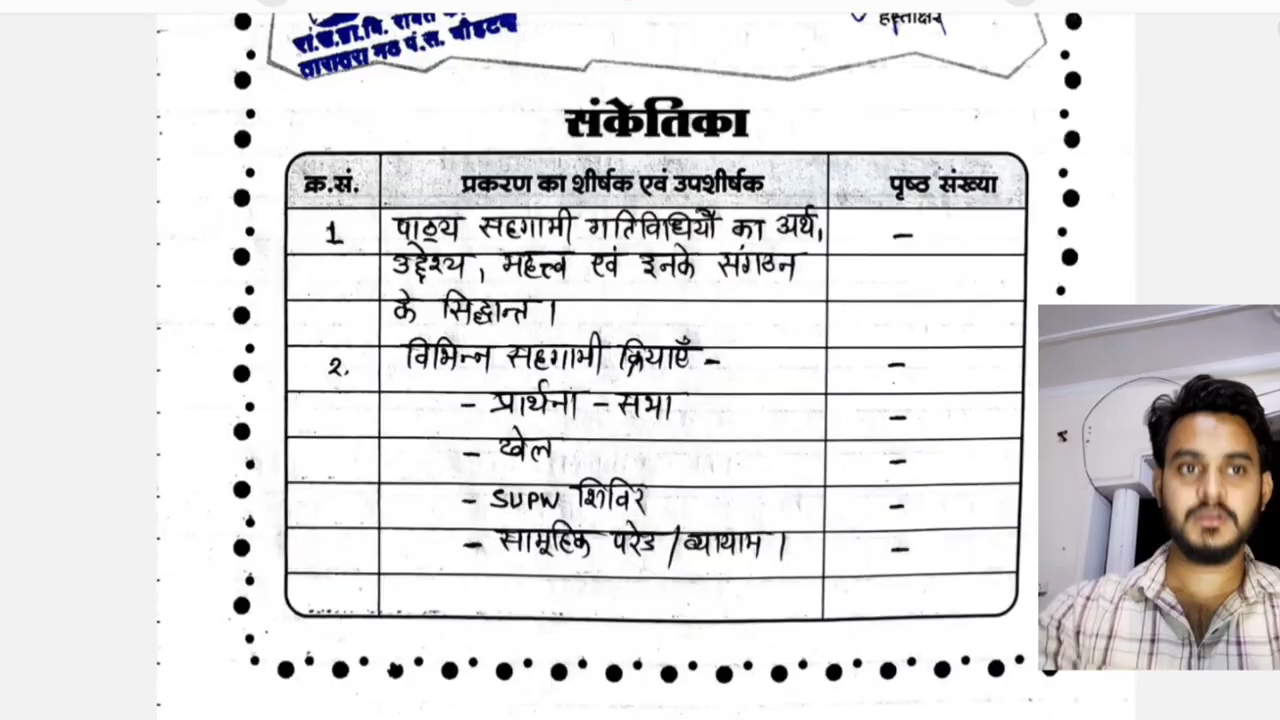 हस्ताक्षर
संकेतिका
क्र.सं. प्रकरण का शीर्षक एवं उपशीर्षक पृष्ठ संख्या
1 पाठ्य सहगामी गतिविधियों का अर्थ, –
उद्देश्य, महत्त्व एवं इनके संगठन
के सिद्धान्त।
2. विभिन्न सहगामी क्रियाएँ – –
– प्रार्थना – सभा –
– खेल –
– SUPW शिविर –
– सामूहिक परेड / व्यायाम। –